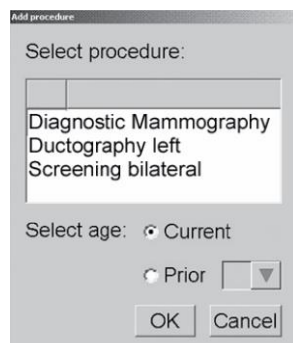 Add procedure
Select procedure:
Diagnostic Mammography
Ductography left
Screening bilateral
Select age: Current
Prior
OK Cancel